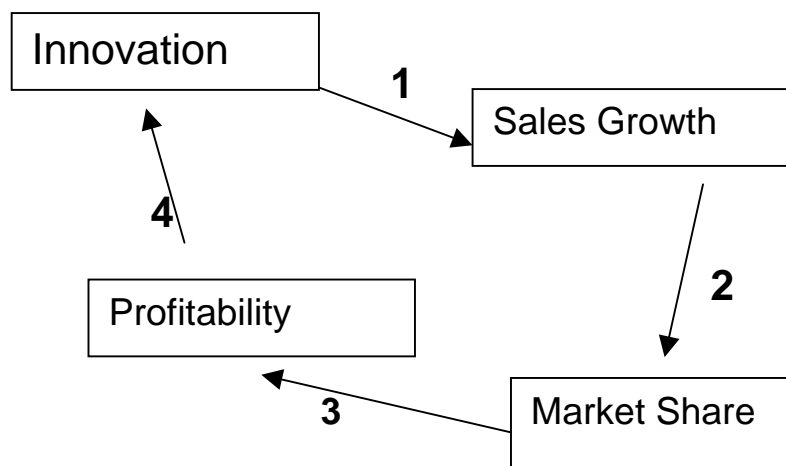 Innovation
1
Sales Growth
4
2
Profitability
3
Market Share